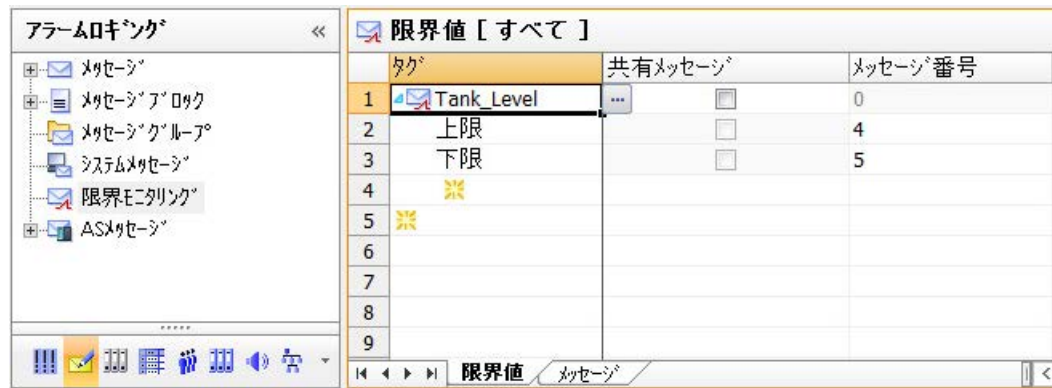 アラームロギング «
メッセージ
メッセージブロック
メッセージグループ
システムメッセージ
限界モニタリング
ASメッセージ
限界値 [ すべて ]
タグ 共有メッセージ メッセージ番号
1 Tank_Level ... 0
2 上限 4
3 下限 5
4
5
6
7
8
9
限界値 メッセージ